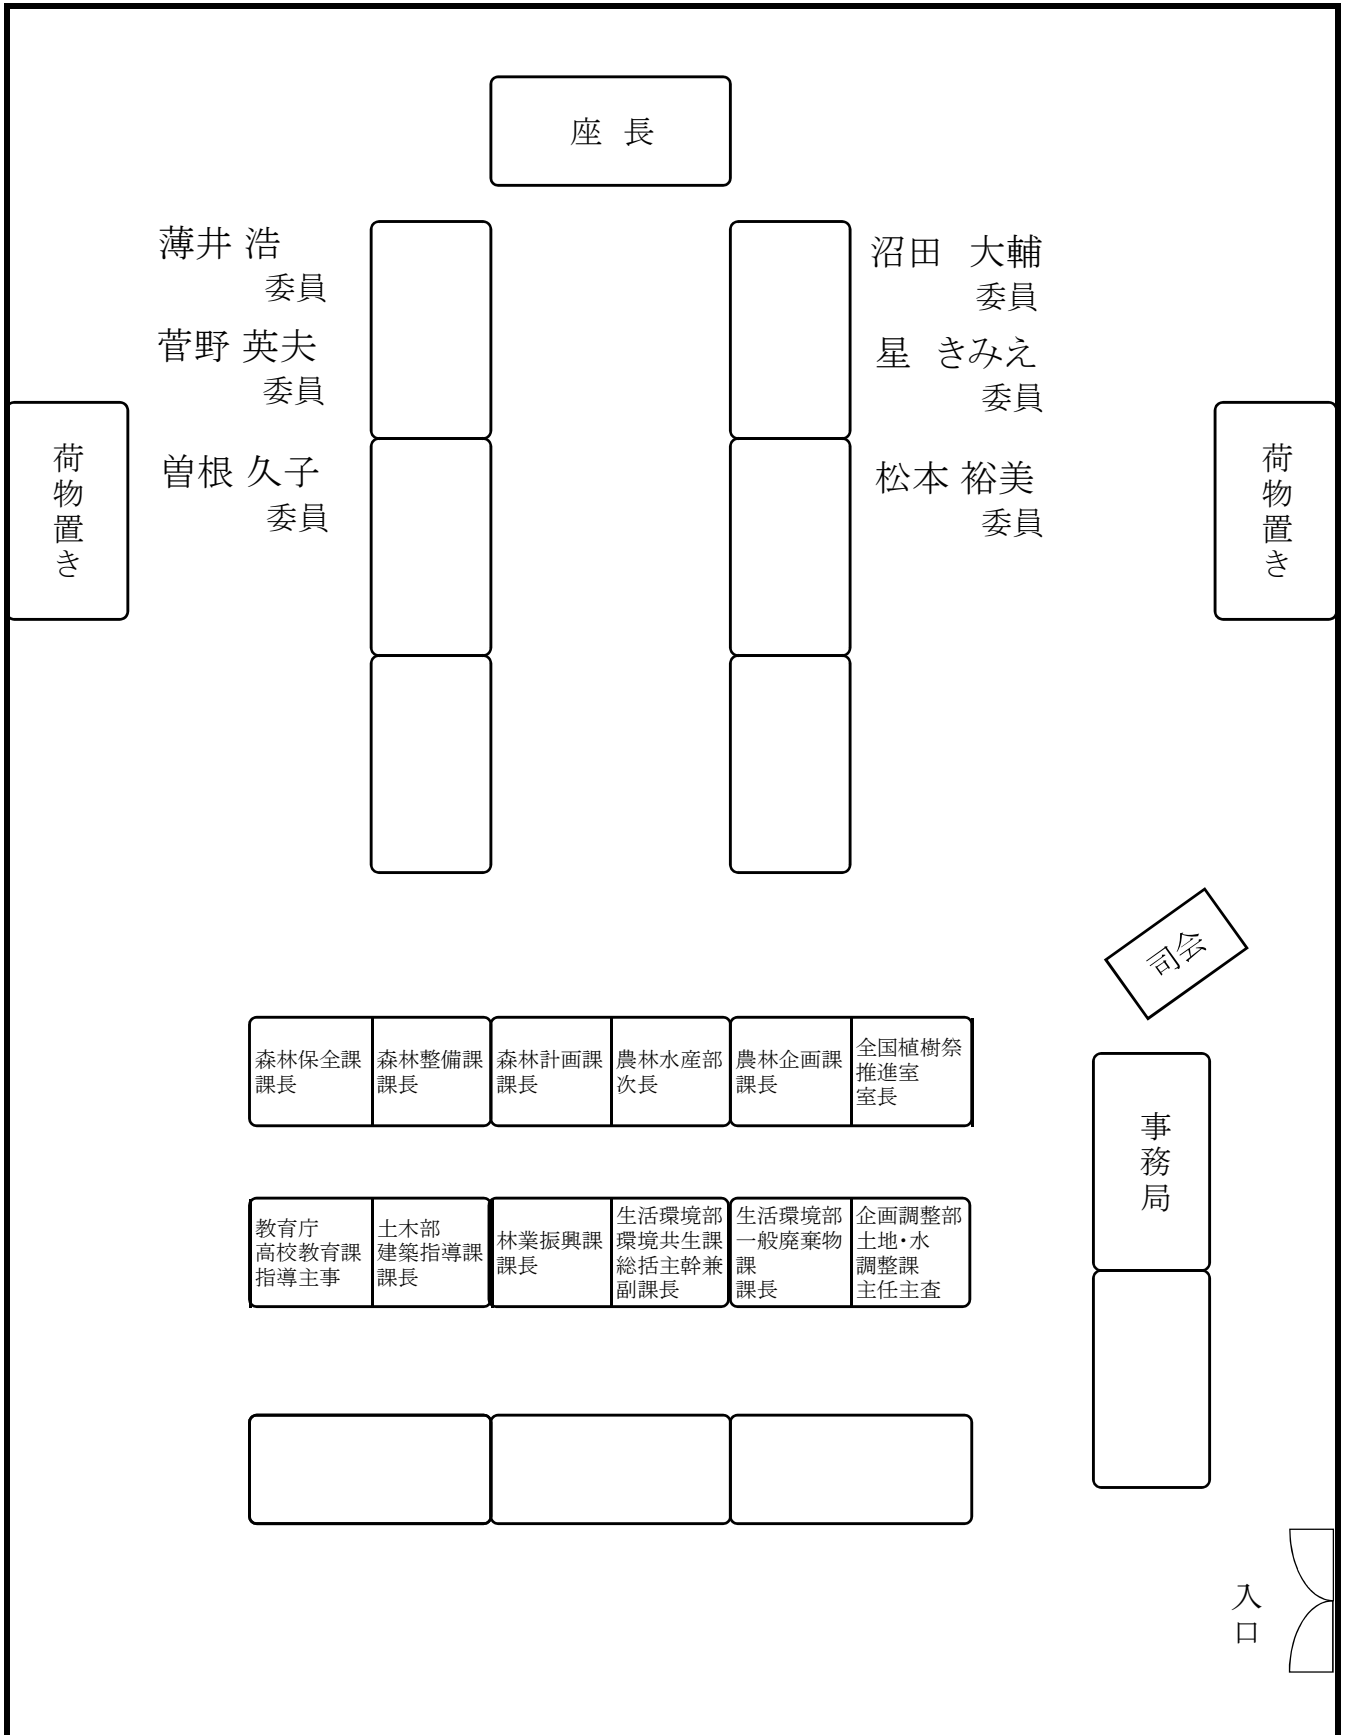 座 長
薄井 浩
委員
菅野 英夫
委員
曽根 久子
委員
沼田 大輔
委員
星 きみえ
委員
松本 裕美
委員
荷物置き
荷物置き
司会
森林保全課
課長
森林整備課
課長
森林計画課
課長
農林水産部
次長
農林企画課
課長
全国植樹祭
推進室
室長
事務局
教育庁
高校教育課
指導主事
土木部
建築指導課
課長
林業振興課
課長
生活環境部
環境共生課
総括主幹兼
副課長
生活環境部
一般廃棄物
課
課長
企画調整部
土地・水
調整課
主任主査
入口